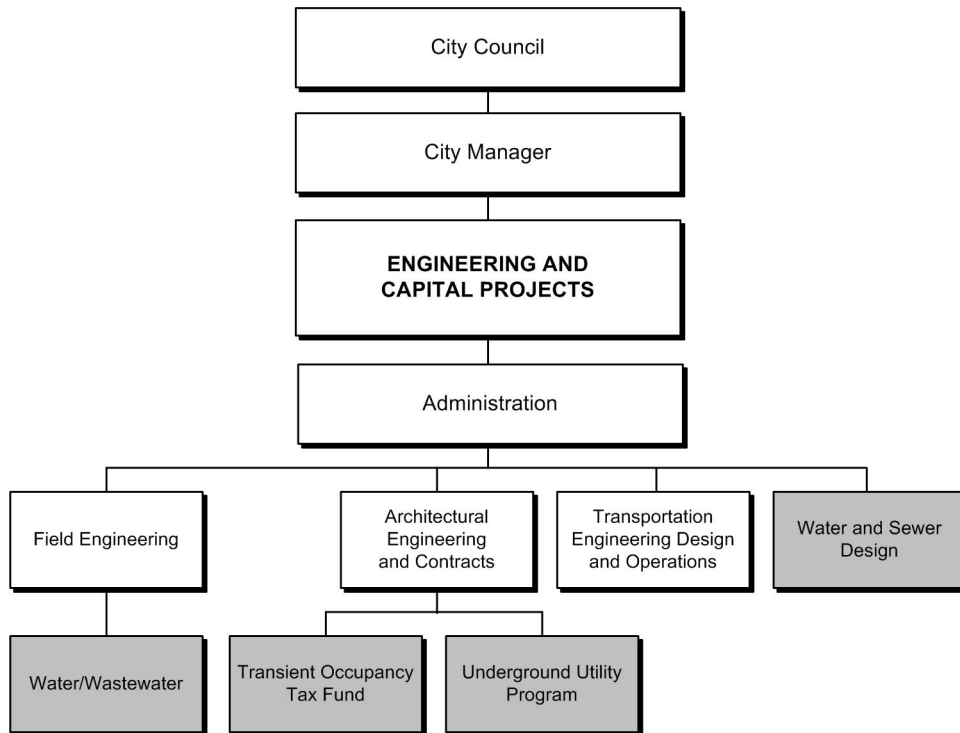 City Council
City Manager
ENGINEERING AND
CAPITAL PROJECTS
Administration
Field Engineering
Architectural
Engineering
and Contracts
Transportation
Engineering Design
and Operations
Water and Sewer
Design
Water/Wastewater
Transient Occupancy
Tax Fund
Underground Utility
Program